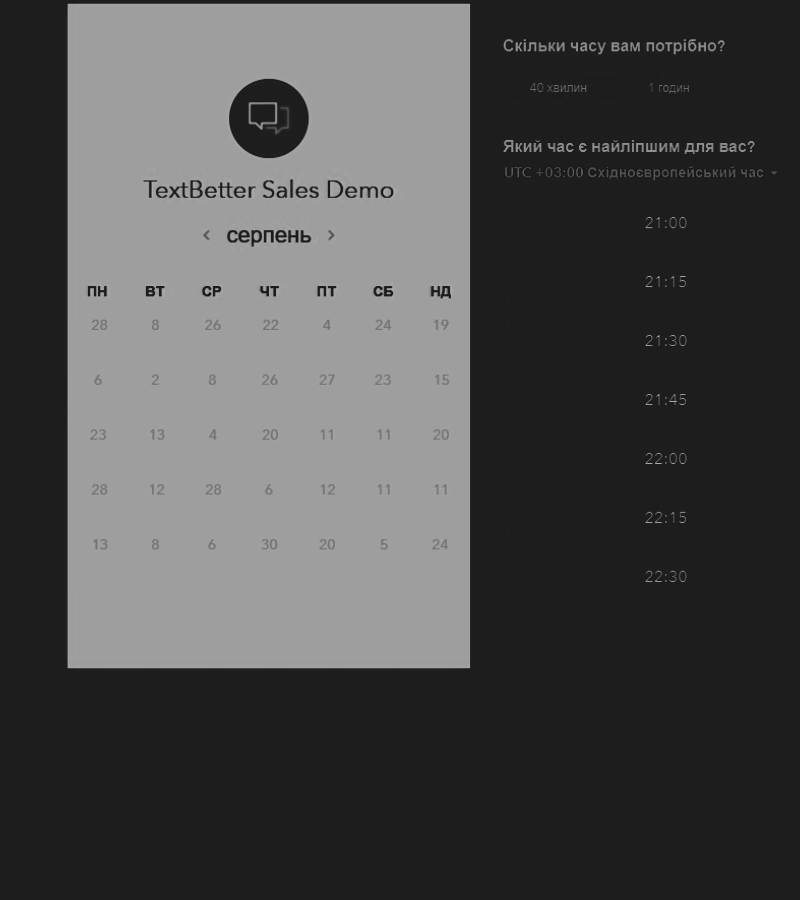 TextBetter Sales Demo
серпень
ПН ВТ СР ЧТ ПТ СБ НД
28 8 26 22 4 24 19
6 2 8 26 27 23 15
23 13 4 20 11 11 20
28 12 28 6 12 11 11
13 8 6 30 20 5 24
Скільки часу вам потрібно?
40 хвилин 1 годин
Який час є найліпшим для вас?
UTC +03:00 Східноєвропейський час
21:00
21:15
21:30
21:45
22:00
22:15
22:30